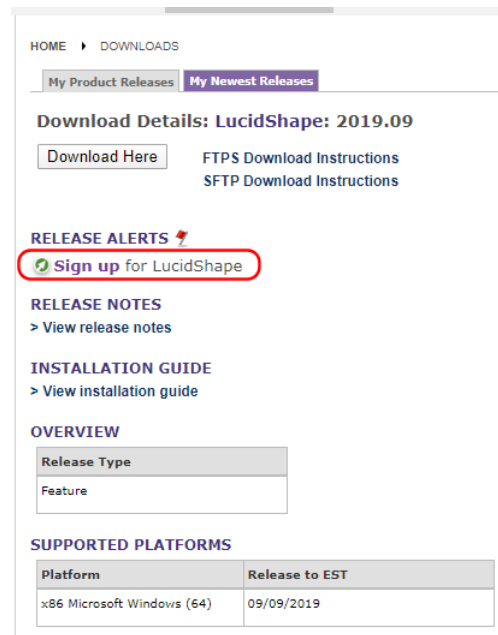 HOME DOWNLOADS
My Product Releases My Newest Releases
Download Details: LucidShape: 2019.09
Download Here FTPS Download Instructions
SFTP Download Instructions
RELEASE ALERTS
Sign up for LucidShape
RELEASE NOTES
> View release notes
INSTALLATION GUIDE
> View installation guide
OVERVIEW
Release Type
Feature
SUPPORTED PLATFORMS
Platform Release to EST
x86 Microsoft Windows (64) 09/09/2019